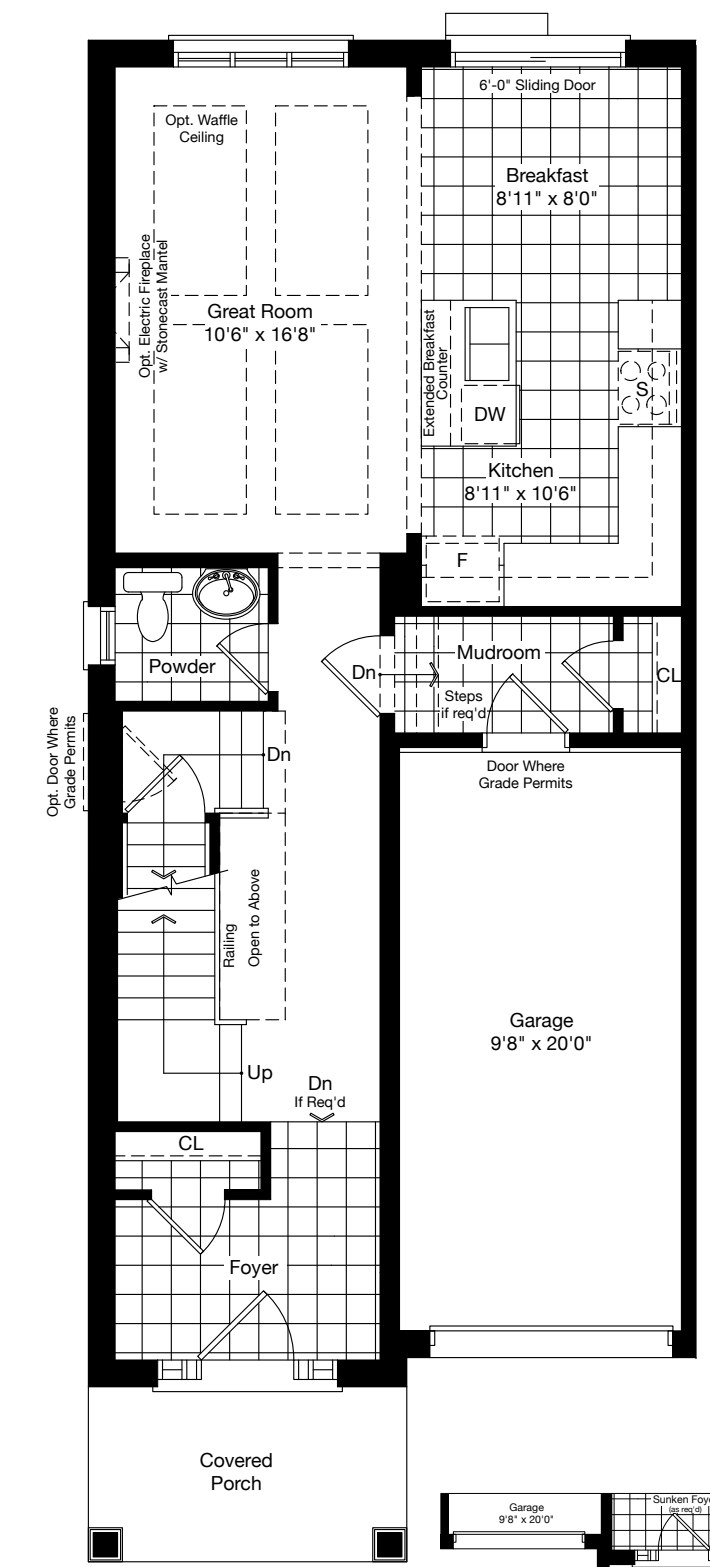 6'-0" Sliding Door
Opt. Waffle
Ceiling
Breakfast
8'11" x 8'0"
Opt. Electric Fireplace
w/ Stonecast Mantel
Great Room
10'6" x 16'8"
Extended Breakfast
Counter
S
DW
Kitchen
8'11" x 10'6"
F
Powder
Dn
Mudroom
CL
Steps
if req'd
Opt. Door Where
Grade Permits
Dn
Door Where
Grade Permits
Railing
Open to Above
Garage
9'8" x 20'0"
Up
Dn
If Req'd
CL
Foyer
Covered
Porch
Garage
9'8" x 20'0"
Sunken Foye
(as req'd)